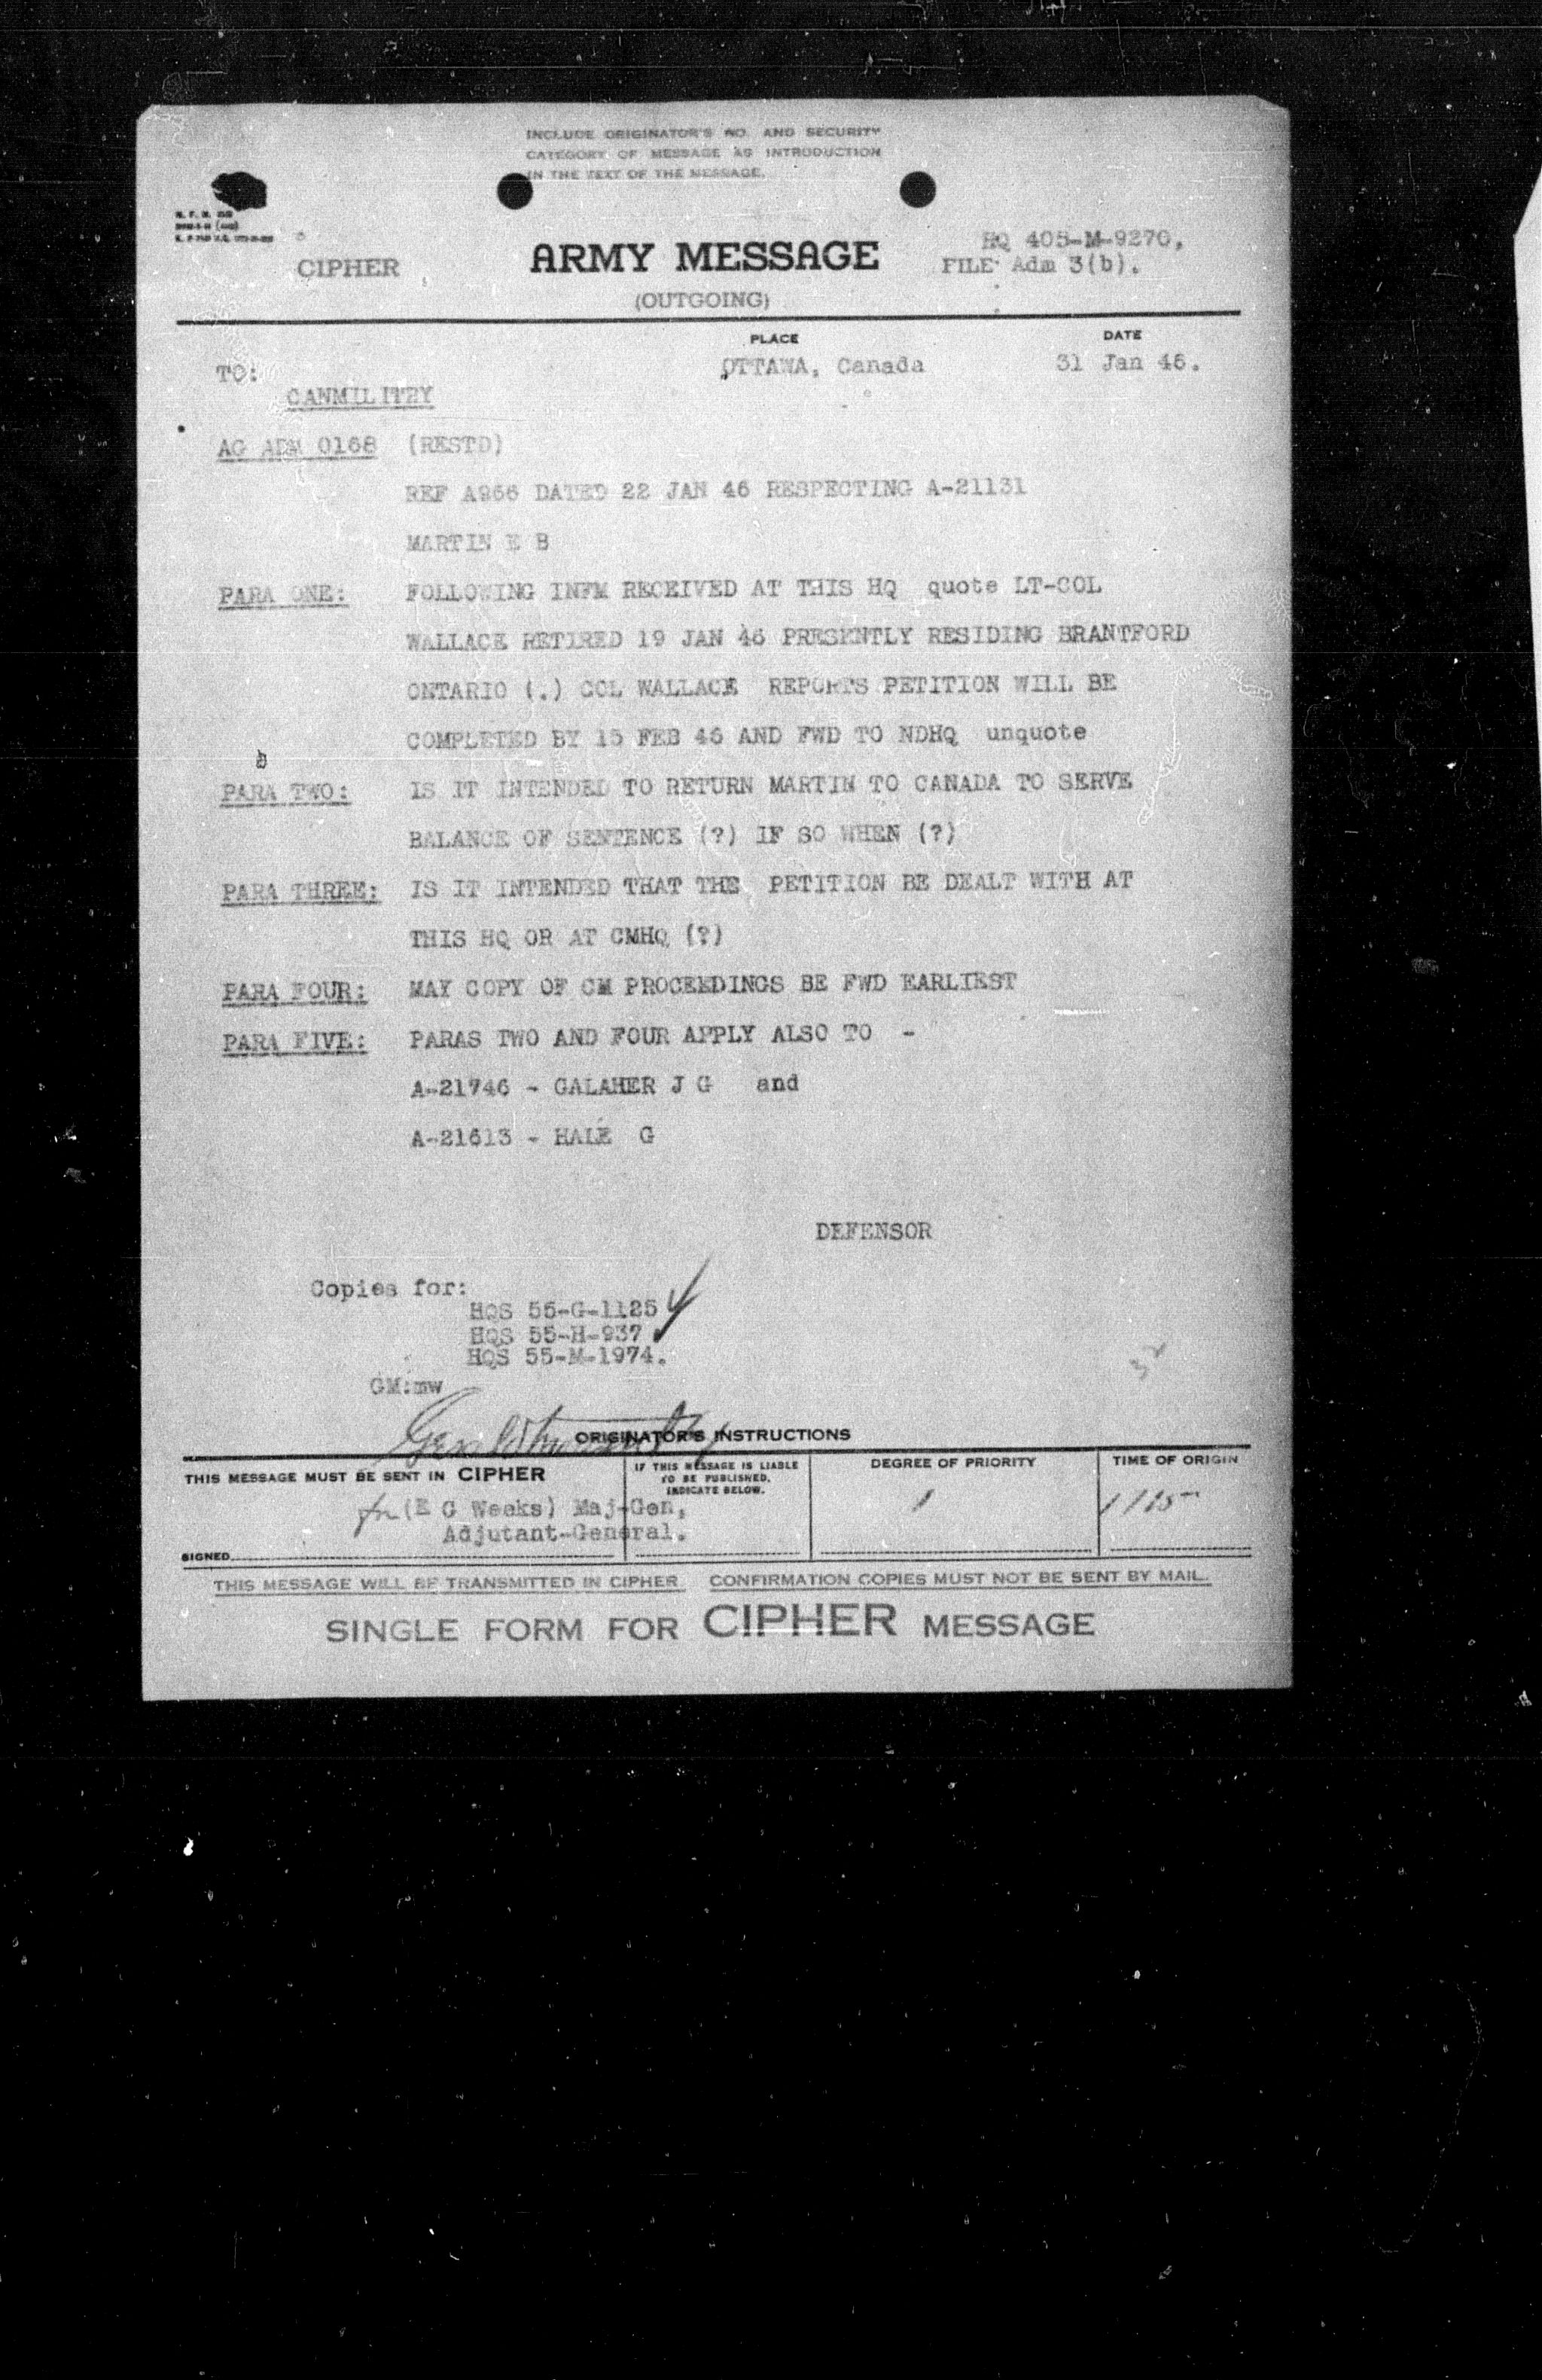 INCLUDE ORIGINATOR'S NO. AND SECURITY
CATEGORY OF MESSAGE AS INTRODUCTION
IN THE TEXT OF THE MESSAGE.
HQ 405-M-9270,
CIPHER ARMY MESSAGE FILE Adm 3(b).
(OUTGOING)
PLACE DATE
TO: OTTAWA, Canada 31 Jan 46.
CANMILITRY
AG ADM 0168 (RESTD)
REF A966 DATED 22 JAN 46 RESPECTING A-21131
MARTIN E B
PARA ONE: FOLLOWING INFM RECEIVED AT THIS HQ quote LT-COL
WALLACE RETIRED 19 JAN 46 PRESENTLY RESIDING BRANTFORD
ONTARIO (.) COL WALLACE REPORTS PETITION WILL BE
COMPLETED BY 15 FEB 46 AND FWD TO NDHQ unquote
PARA TWO: IS IT INTENDED TO RETURN MARTIN TO CANADA TO SERVE
BALANCE OF SENTENCE (?) IF SO WHEN (?)
PARA THREE: IS IT INTENDED THAT THE PETITION BE DEALT WITH AT
THIS HQ OR AT CMHQ (?)
PARA FOUR: MAY COPY OF CM PROCEEDINGS BE FWD EARLIEST
PARA FIVE: PARAS TWO AND FOUR APPLY ALSO TO -
A-21746 - GALAHER J G and
A-21613 - HALE G
DEFENSOR
Copies for:
HQS 55-G-1125
HQS 55-H-937
HQS 55-M-1974.
GM:mw
ORIGINATOR'S INSTRUCTIONS
THIS MESSAGE MUST BE SENT IN CIPHER
IF THIS MESSAGE IS LIABLE
TO BE PUBLISHED,
INDICATE BELOW.
DEGREE OF PRIORITY
TIME OF ORIGIN
for (E G Weeks) Maj-Gen,
Adjutant-General.
1
1115
SIGNED
THIS MESSAGE WILL BE TRANSMITTED IN CIPHER. CONFIRMATION COPIES MUST NOT BE SENT BY MAIL.
SINGLE FORM FOR CIPHER MESSAGE